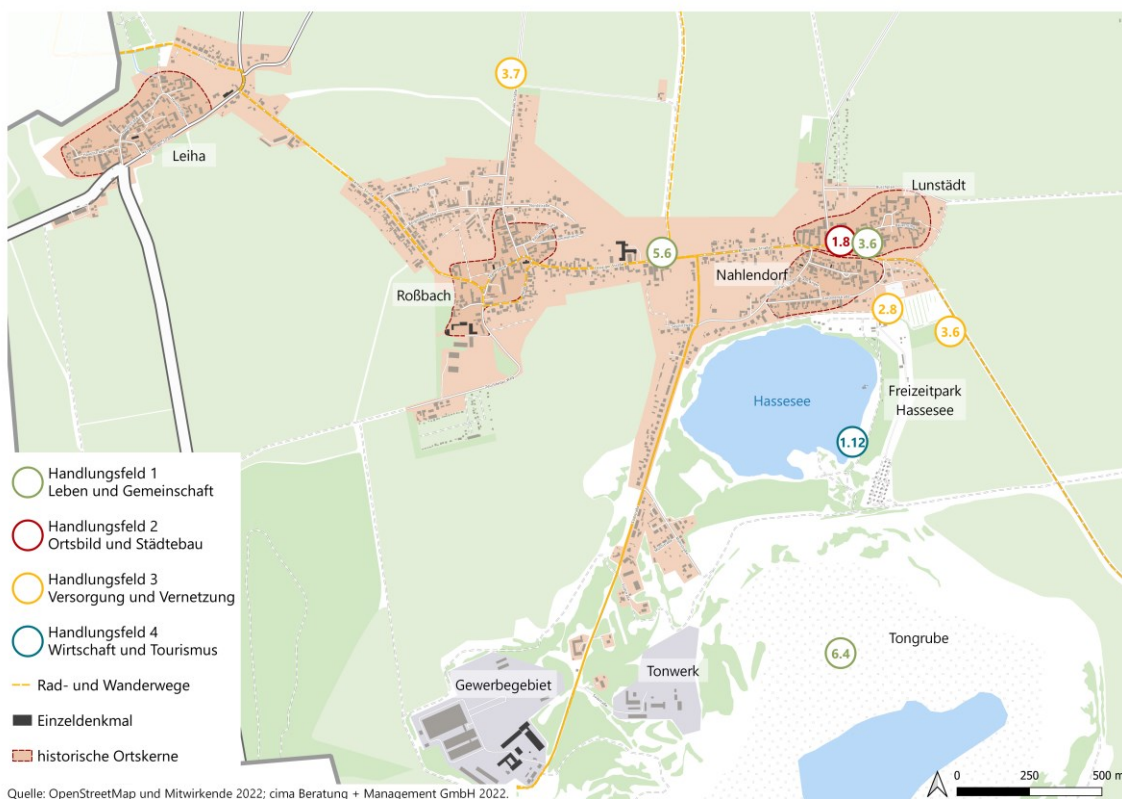 3.7
Leiha
Lunstädt
1.8
3.6
5.6
Nahlendorf
Roßbach
2.8
3.6
Freizeitpark
Hassesee
Hassesee
1.12
Handlungsfeld 1
Leben und Gemeinschaft
Handlungsfeld 2
Ortsbild und Städtebau
Handlungsfeld 3
Versorgung und Vernetzung
Handlungsfeld 4
Wirtschaft und Tourismus
Rad- und Wanderwege
Einzeldenkmal
historische Ortskerne
Tongrube
6.4
Tonwerk
Gewerbegebiet
0 250 500 m
Quelle: OpenStreetMap und Mitwirkende 2022; cima Beratung + Management GmbH 2022.